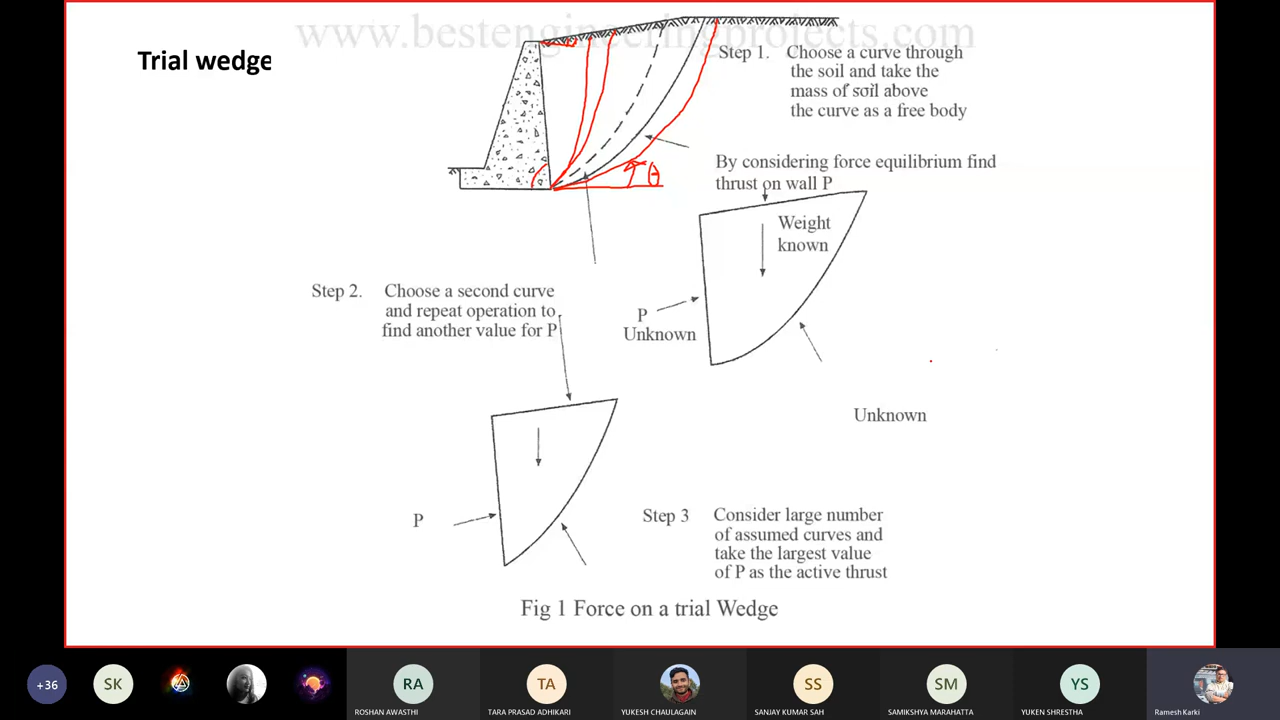 www.bestengineeringprojects.com
Trial wedge
Step 1. Choose a curve through
the soil and take the
mass of soil above
the curve as a free body
θ
By considering force equilibrium find
thrust on wall P
Weight
known
P
Unknown
Step 2. Choose a second curve
and repeat operation to
find another value for P
Unknown
P
Step 3 Consider large number
of assumed curves and
take the largest value
of P as the active thrust
Fig 1 Force on a trial Wedge
+36
SK
RA
TA
SS
SM
YS
ROSHAN AWASTHI
TARA PRASAD ADHIKARI
YUKESH CHAULAGAIN
SANJAY KUMAR SAH
SAMIKSHYA MARAHATTA
YUKEN SHRESTHA
Ramesh Karki